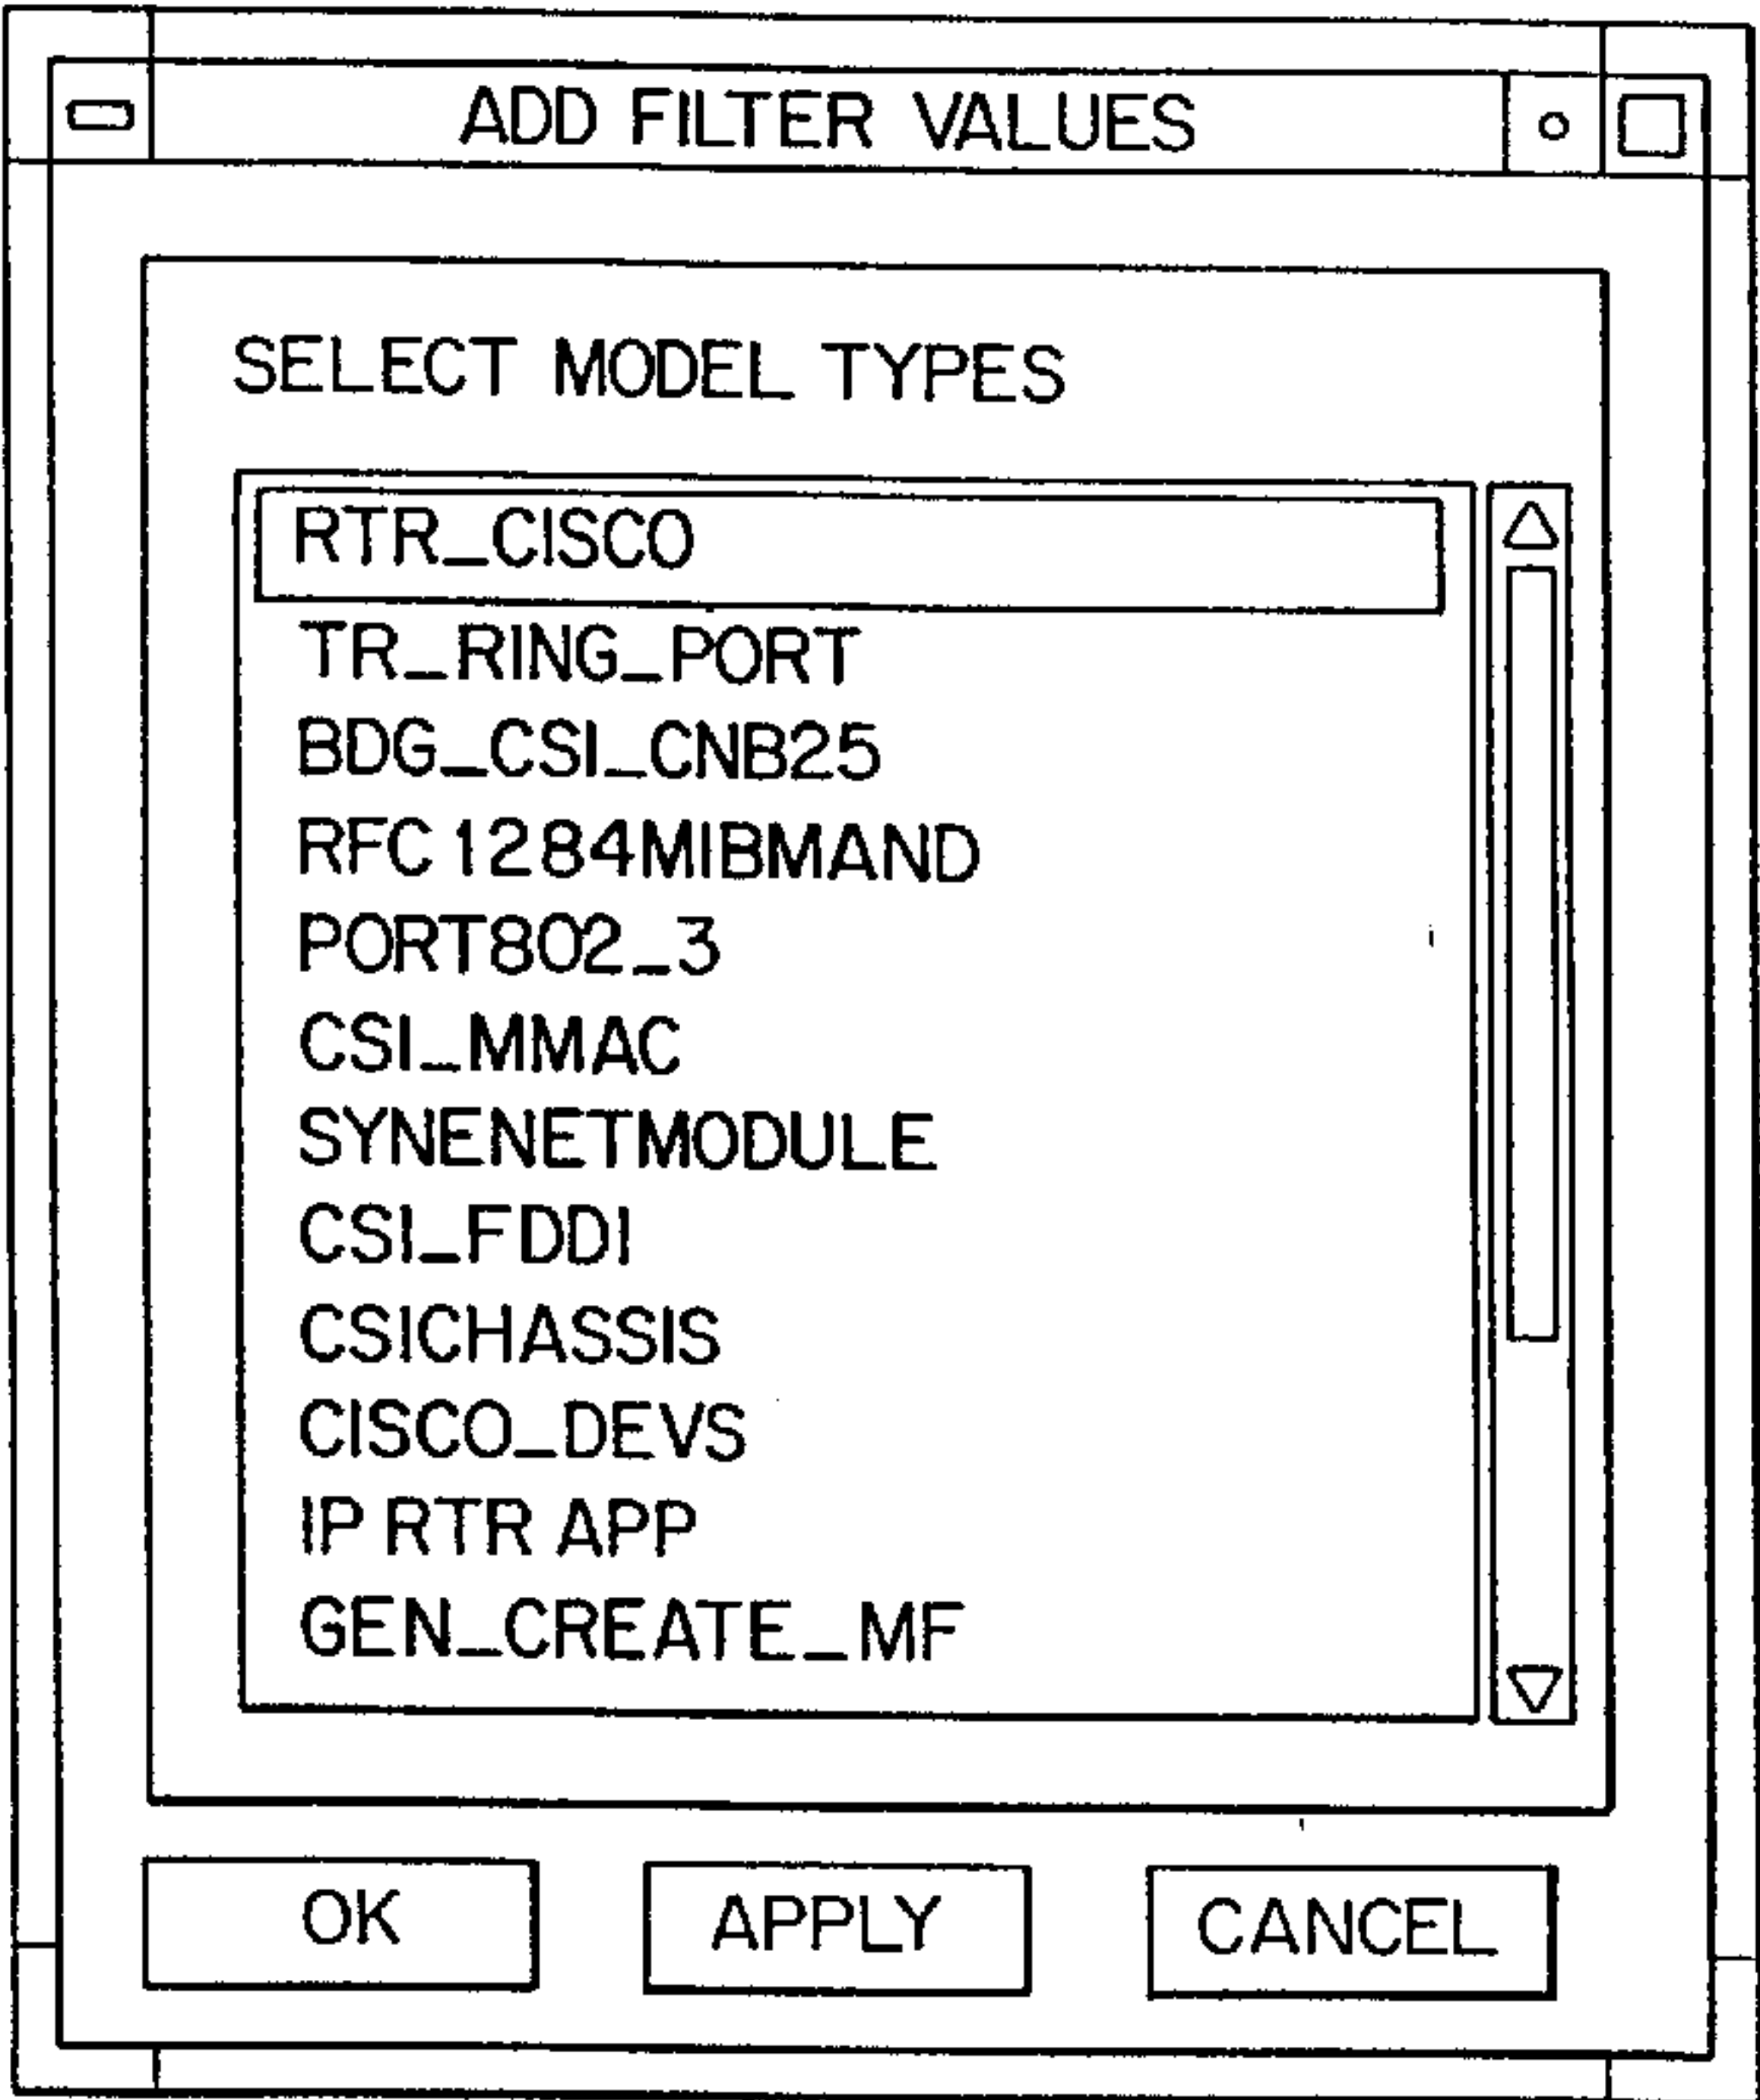 ADD FILTER VALUES
SELECT MODEL TYPES
RTR_CISCO
TR_RING_PORT
BDG_CSI_CNB25
RFC1284MIBMAND
PORT802_3
CSI_MMAC
SYNENETMODULE
CSI_FDDI
CSICHASSIS
CISCO_DEVS
IP RTR APP
GEN_CREATE_MF
OK
APPLY
CANCEL